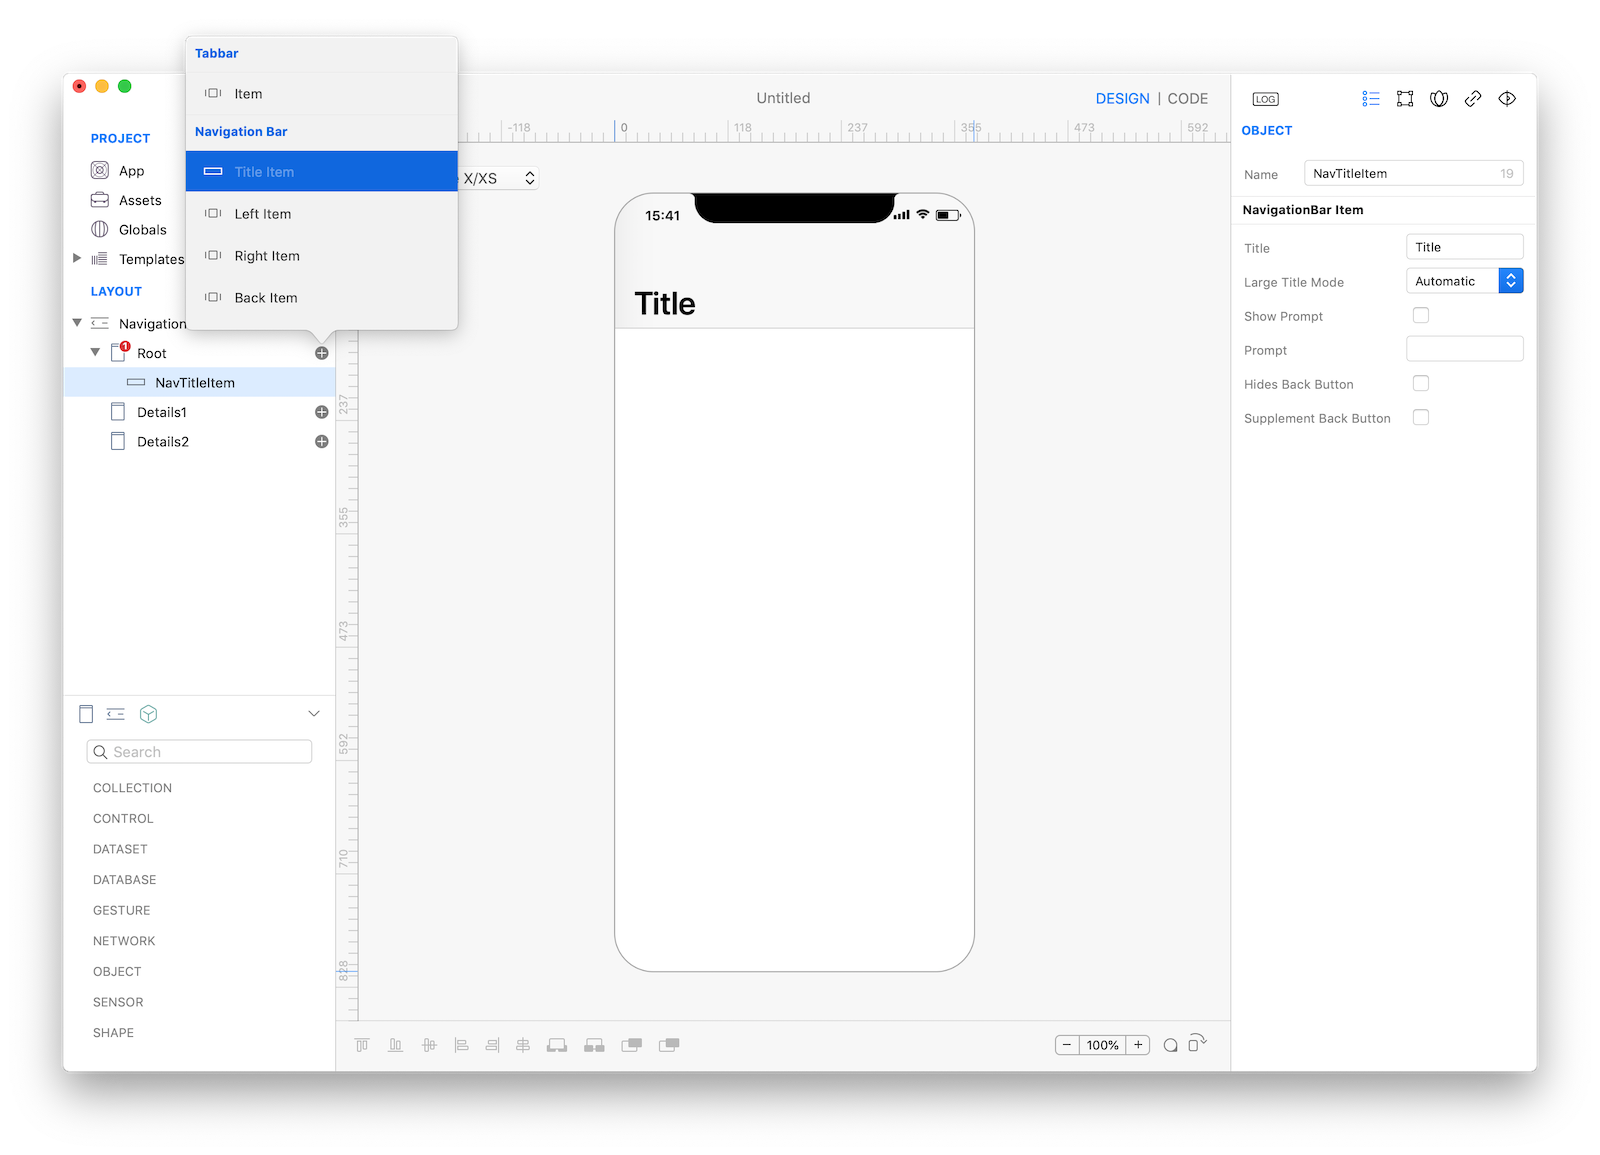 Tabbar
Item
Navigation Bar
Title Item
Left Item
Right Item
Back Item
PROJECT
App
Assets
Globals
Templates
LAYOUT
Navigation
1
Root
NavTitleItem
Details1
Details2
Search
COLLECTION
CONTROL
DATASET
DATABASE
GESTURE
NETWORK
OBJECT
SENSOR
SHAPE
Untitled
DESIGN | CODE
-118 0 118 237 355 473 592
X/XS
237
355
473
592
710
828
15:41
Title
100%
LOG
OBJECT
Name NavTitleItem 19
NavigationBar Item
Title Title
Large Title Mode Automatic
Show Prompt
Prompt
Hides Back Button
Supplement Back Button